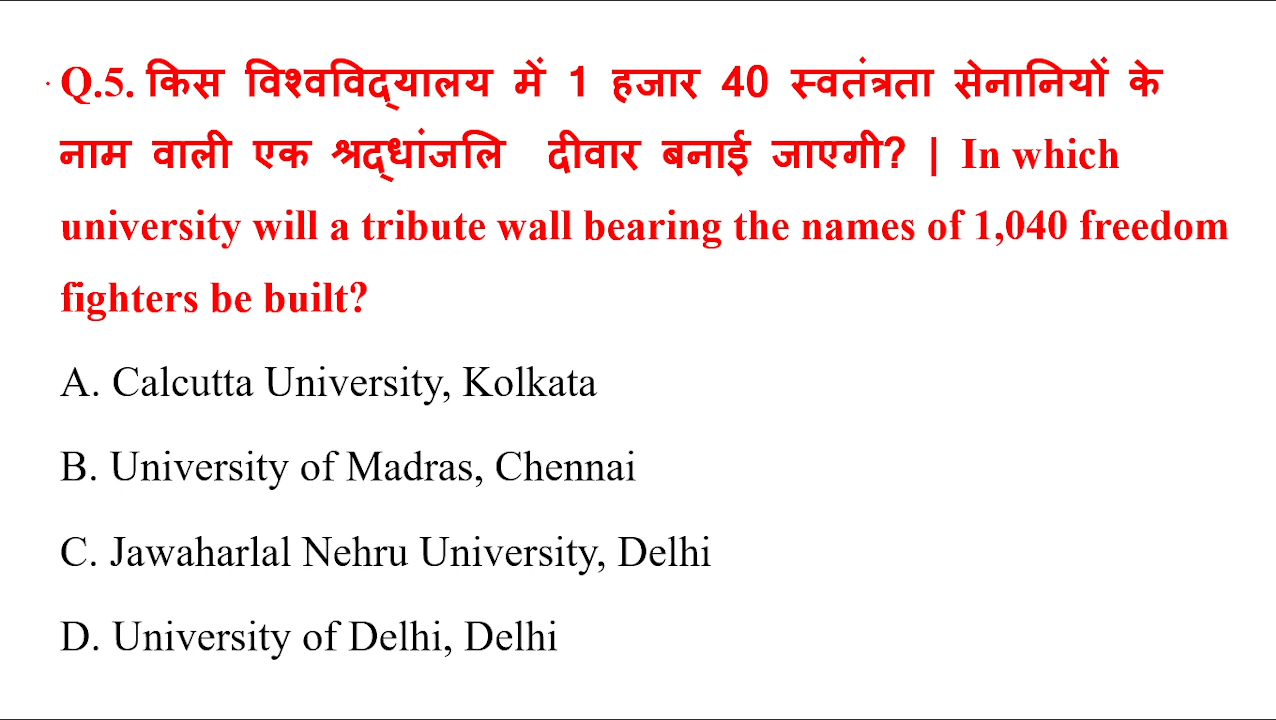 Q.5. किस विश्वविद्यालय में 1 हजार 40 स्वतंत्रता सेनानियों के
नाम वाली एक श्रद्धांजलि दीवार बनाई जाएगी? | In which
university will a tribute wall bearing the names of 1,040 freedom
fighters be built?
A. Calcutta University, Kolkata
B. University of Madras, Chennai
C. Jawaharlal Nehru University, Delhi
D. University of Delhi, Delhi